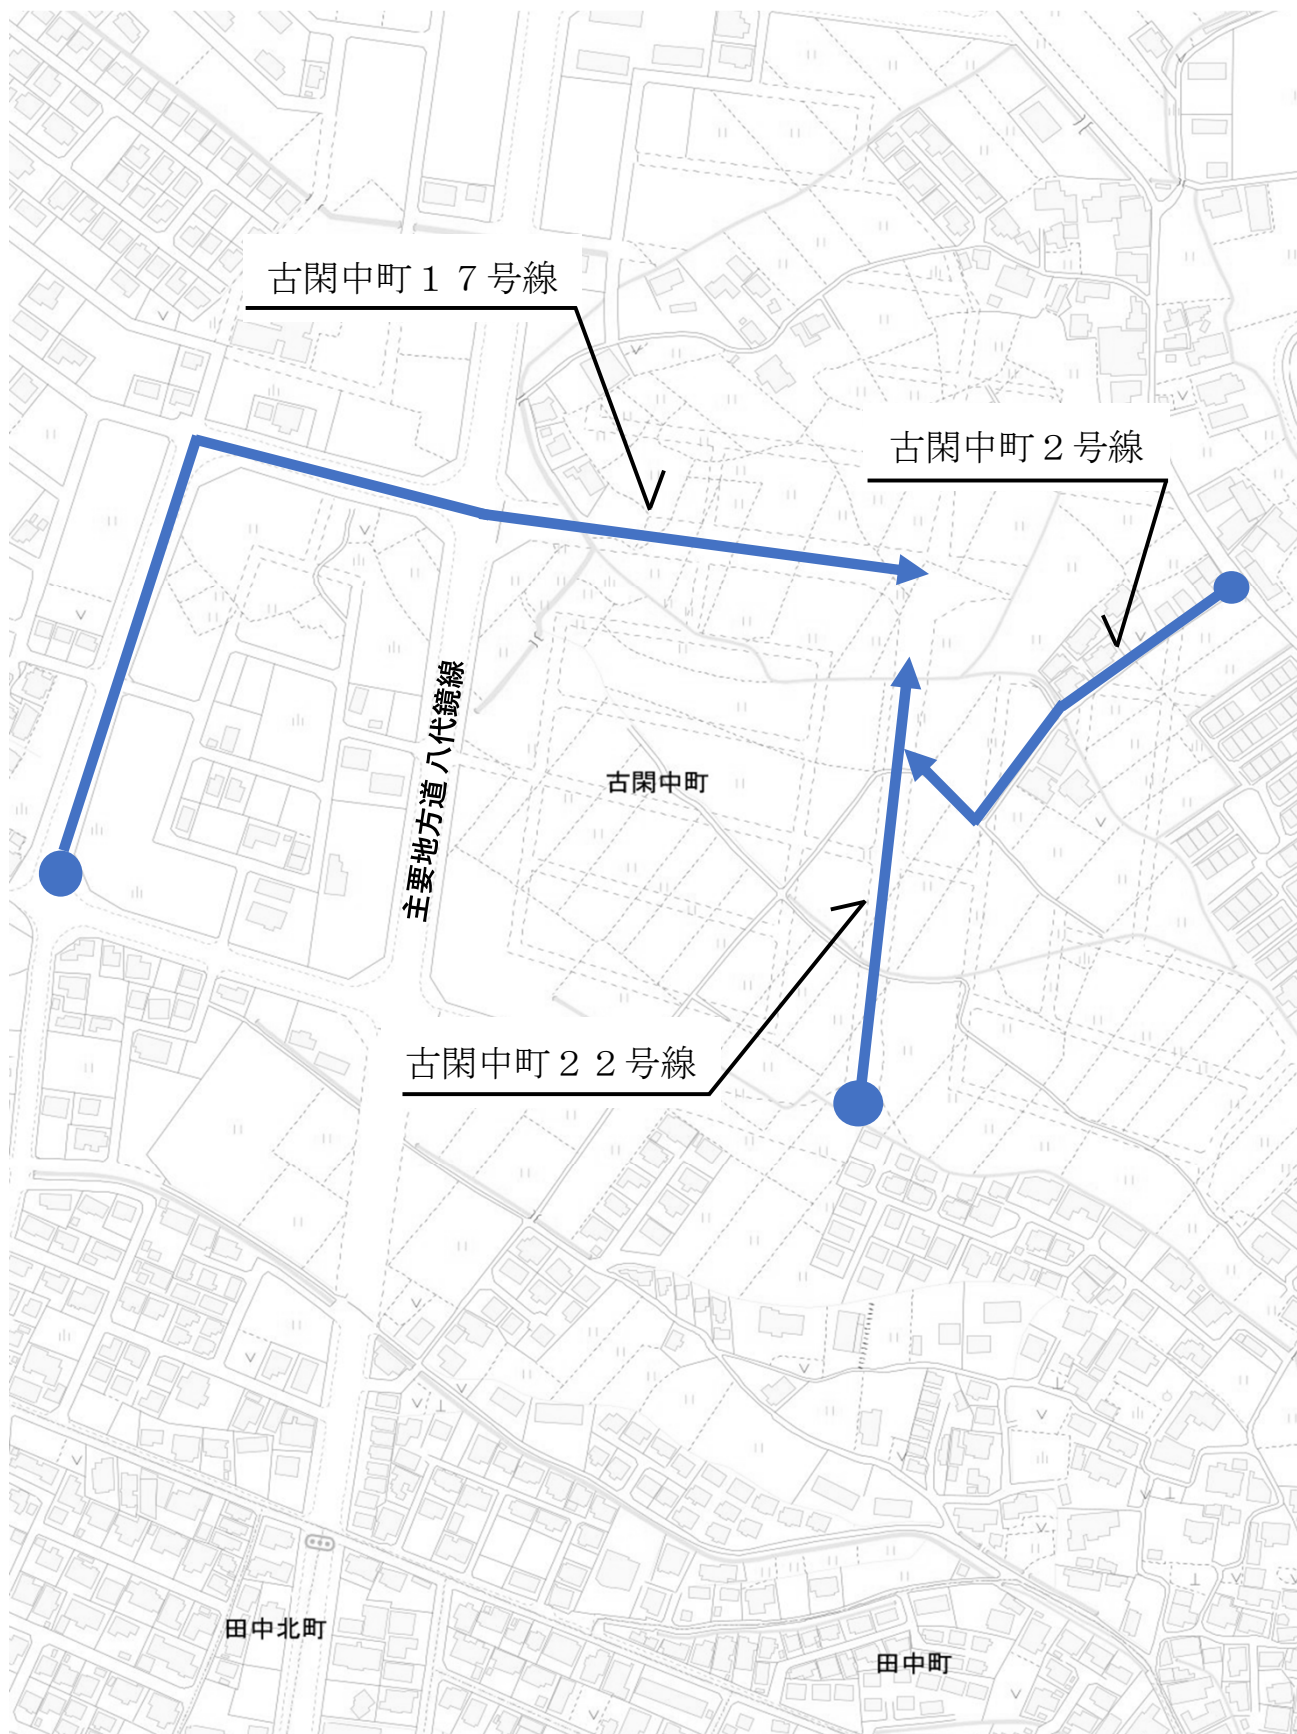 古閑中町１７号線
古閑中町２号線
主要地方道 八代鏡線
古閑中町
古閑中町２２号線
田中北町
田中町